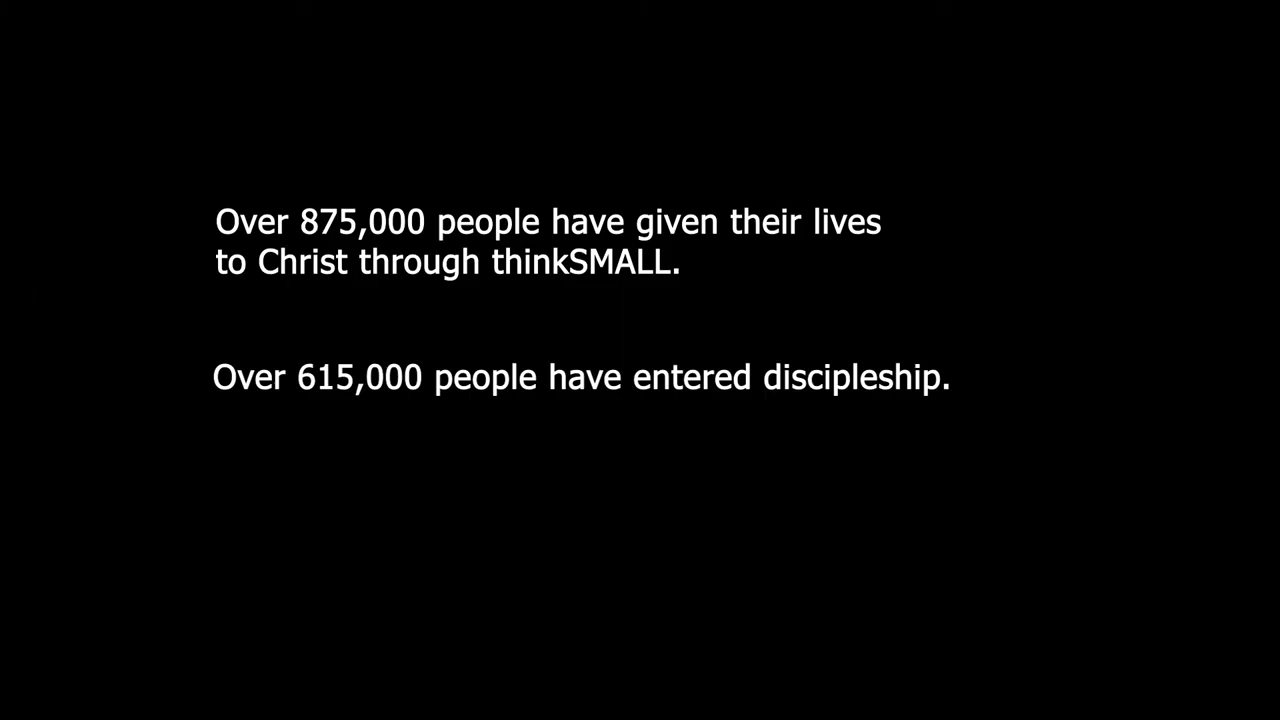 Over 875,000 people have given their lives
to Christ through thinkSMALL.
Over 615,000 people have entered discipleship.